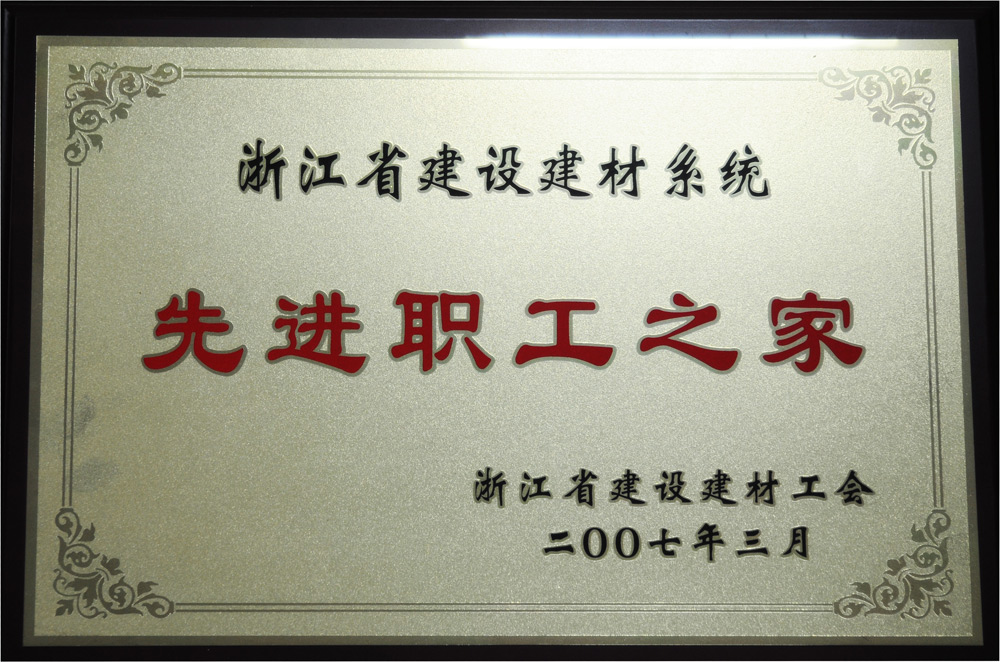 浙江省建设建材系统
先进职工之家
浙江省建设建材工会
二00七年三月